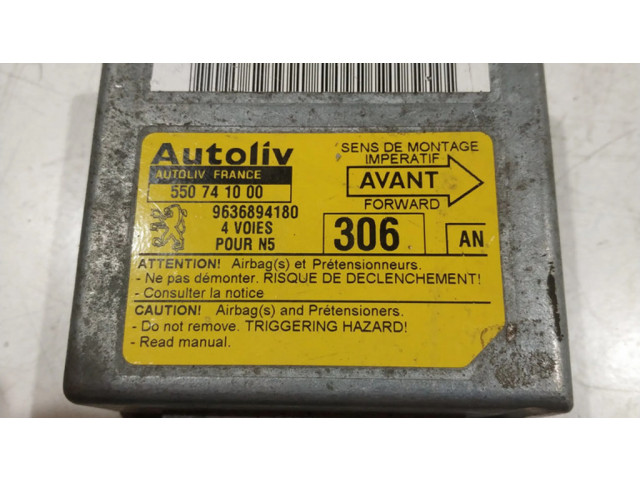 Autoliv
AUTOLIV FRANCE
550 74 10 00
9636894180
4 VOIES
POUR N5
SENS DE MONTAGE
IMPERATIF
AVANT
FORWARD
306
AN
ATTENTION! Airbag(s) et Prétensionneurs.
- Ne pas démonter. RISQUE DE DECLENCHEMENT!
- Consulter la notice
CAUTION! Airbag(s) and Prétensioners.
- Do not remove. TRIGGERING HAZARD!
- Read manual.